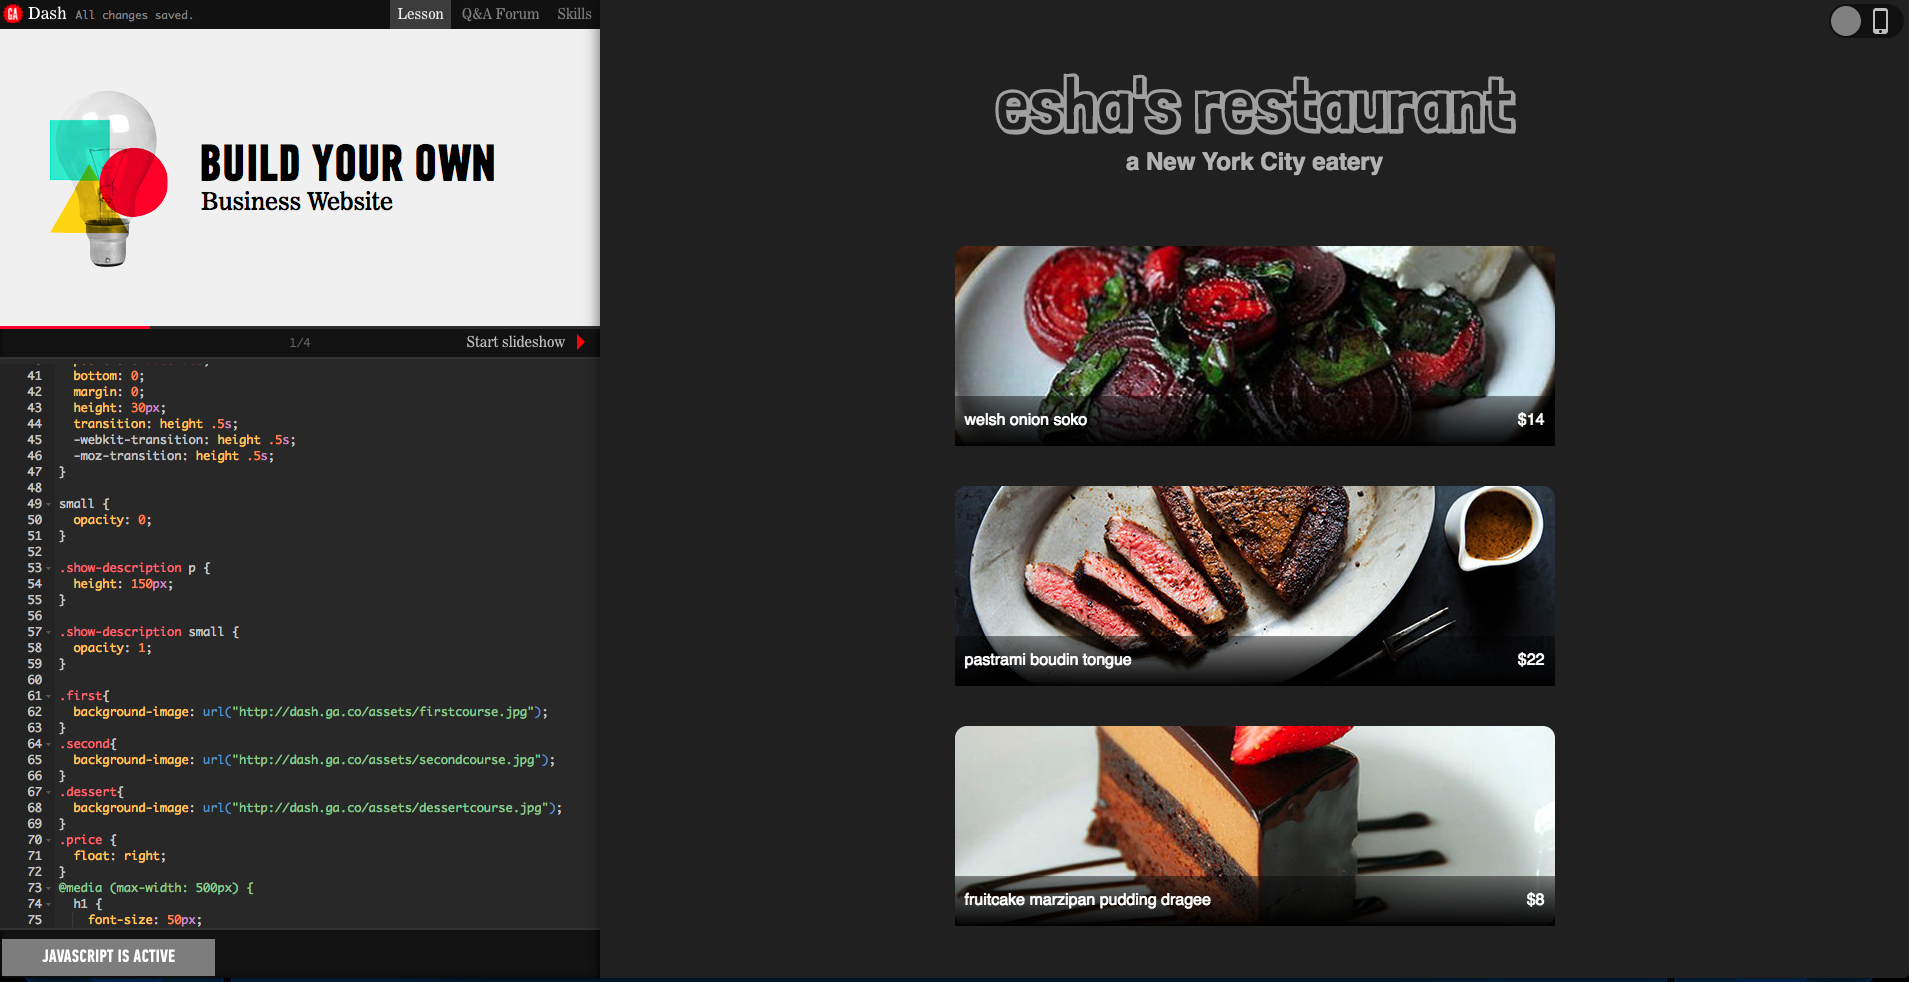 GA Dash All changes saved. Lesson Q&A Forum Skills
BUILD YOUR OWN
Business Website
1/4 Start slideshow
41 bottom: 0;
42 margin: 0;
43 height: 30px;
44 transition: height .5s;
45 -webkit-transition: height .5s;
46 -moz-transition: height .5s;
47 }
48
49 small {
50 opacity: 0;
51 }
52
53 .show-description p {
54 height: 150px;
55 }
56
57 .show-description small {
58 opacity: 1;
59 }
60
61 .first{
62 background-image: url("http://dash.ga.co/assets/firstcourse.jpg");
63 }
64 .second{
65 background-image: url("http://dash.ga.co/assets/secondcourse.jpg");
66 }
67 .dessert{
68 background-image: url("http://dash.ga.co/assets/dessertcourse.jpg");
69 }
70 .price {
71 float: right;
72 }
73 @media (max-width: 500px) {
74 h1 {
75 font-size: 50px;
JAVASCRIPT IS ACTIVE
esha's restaurant
a New York City eatery
welsh onion soko $14
pastrami boudin tongue $22
fruitcake marzipan pudding dragee $8